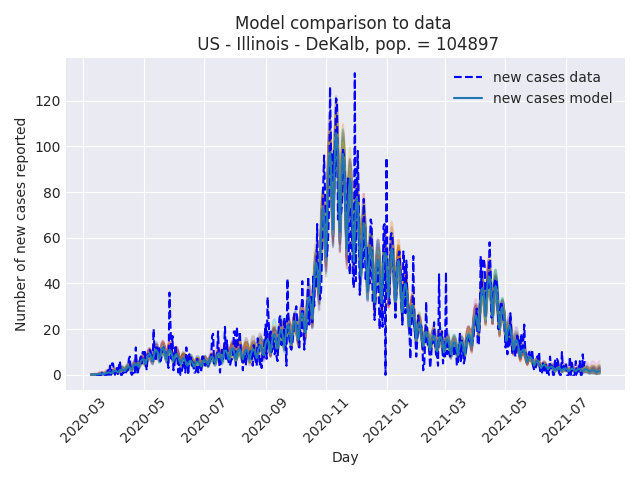 Model comparison to data
US - Illinois - DeKalb, pop. = 104897
new cases data
new cases model
Number of new cases reported
120
100
80
60
40
20
0
2020-03
2020-05
2020-07
2020-09
2020-11
2021-01
2021-03
2021-05
2021-07
Day